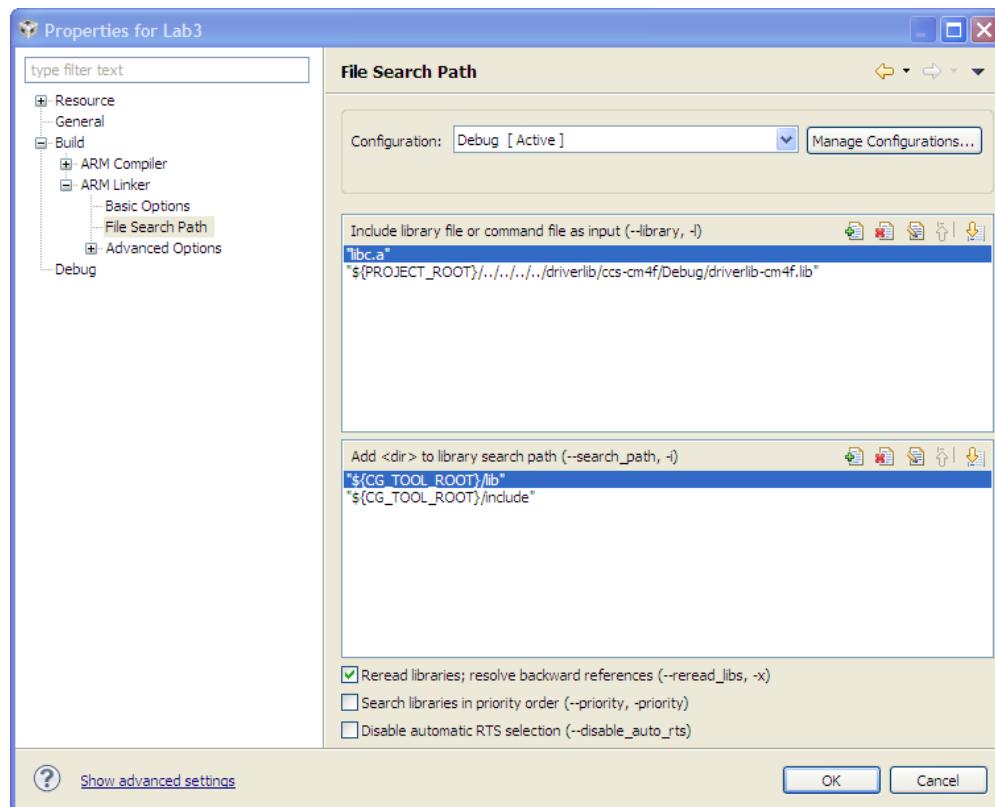 Properties for Lab3
type filter text
Resource
General
Build
ARM Compiler
ARM Linker
Basic Options
File Search Path
Advanced Options
Debug
File Search Path
Configuration: Debug [ Active ] Manage Configurations...
Include library file or command file as input (--library, -l)
"libc.a"
"${PROJECT_ROOT}/../../../../driverlib/ccs-cm4f/Debug/driverlib-cm4f.lib"
Add <dir> to library search path (--search_path, -i)
"${CG_TOOL_ROOT}/lib"
"${CG_TOOL_ROOT}/include"
Reread libraries; resolve backward references (--reread_libs, -x)
Search libraries in priority order (--priority, -priority)
Disable automatic RTS selection (--disable_auto_rts)
? Show advanced settings
OK Cancel